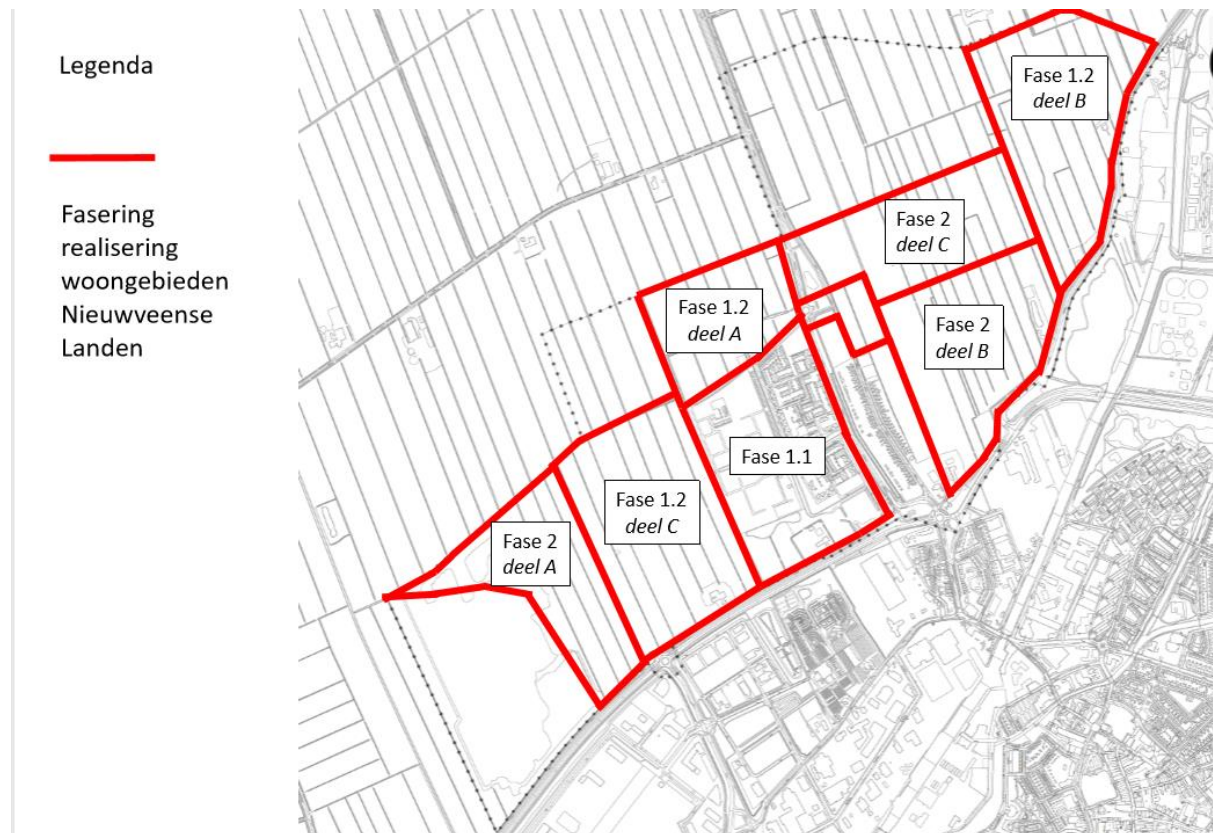 Legenda
Fasering
realisering
woongebieden
Nieuwveense
Landen
Fase 1.2
deel B
Fase 2
deel C
Fase 1.2
deel A
Fase 2
deel B
Fase 1.1
Fase 1.2
deel C
Fase 2
deel A